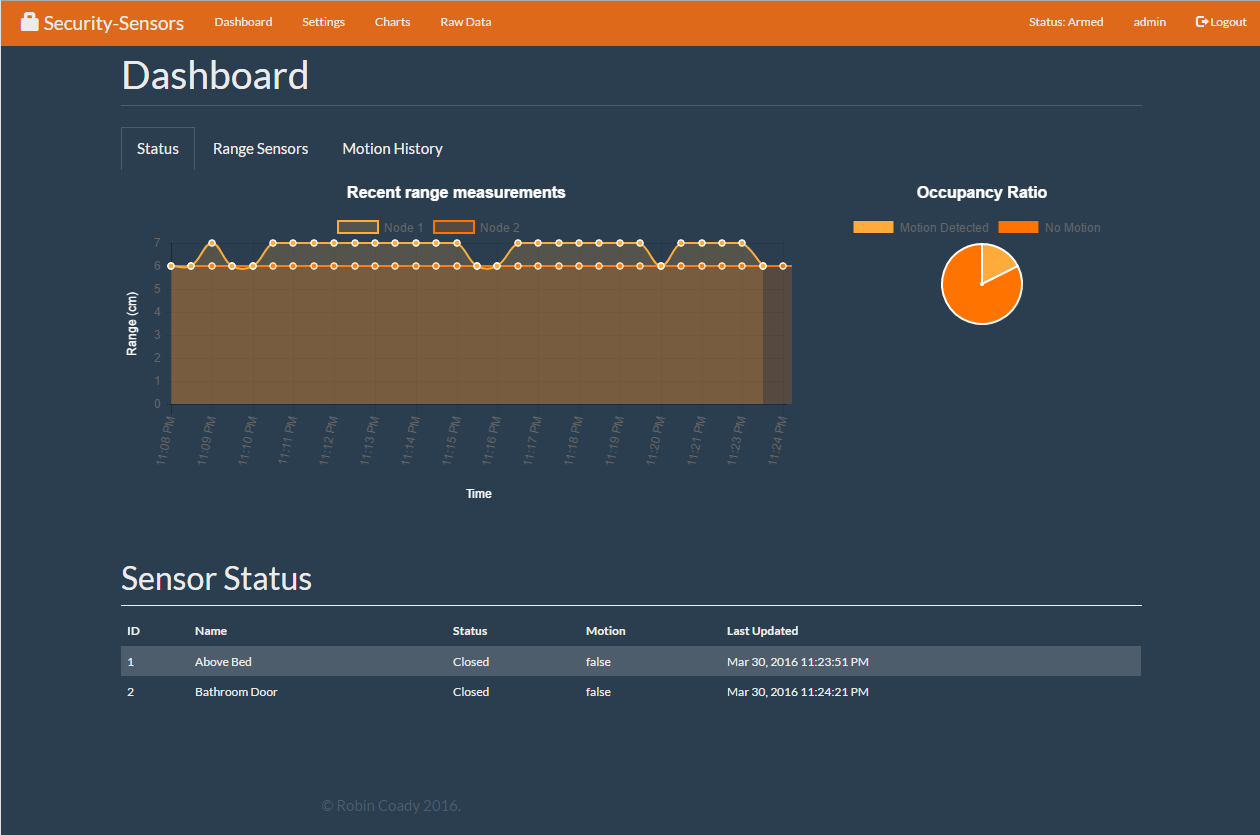 Security-Sensors Dashboard Settings Charts Raw Data Status: Armed admin Logout
Dashboard
Status Range Sensors Motion History
Recent range measurements
Node 1 Node 2
7
6
5
4
3
2
1
0
Range (cm)
11:08 PM 11:09 PM 11:10 PM 11:11 PM 11:12 PM 11:13 PM 11:14 PM 11:15 PM 11:16 PM 11:17 PM 11:18 PM 11:19 PM 11:20 PM 11:21 PM 11:23 PM 11:24 PM
Time
Occupancy Ratio
Motion Detected No Motion
Sensor Status
ID Name Status Motion Last Updated
1 Above Bed Closed false Mar 30, 2016 11:23:51 PM
2 Bathroom Door Closed false Mar 30, 2016 11:24:21 PM
© Robin Coady 2016.